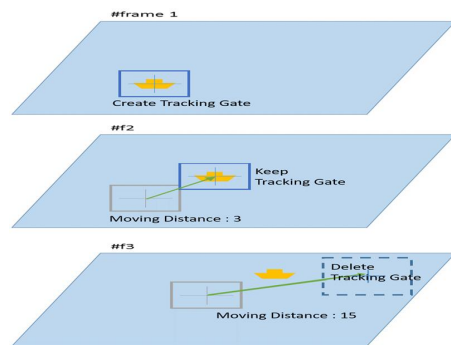 #frame 1
Create Tracking Gate
#f2
Keep
Tracking Gate
Moving Distance : 3
#f3
Delete
Tracking Gate
Moving Distance : 15